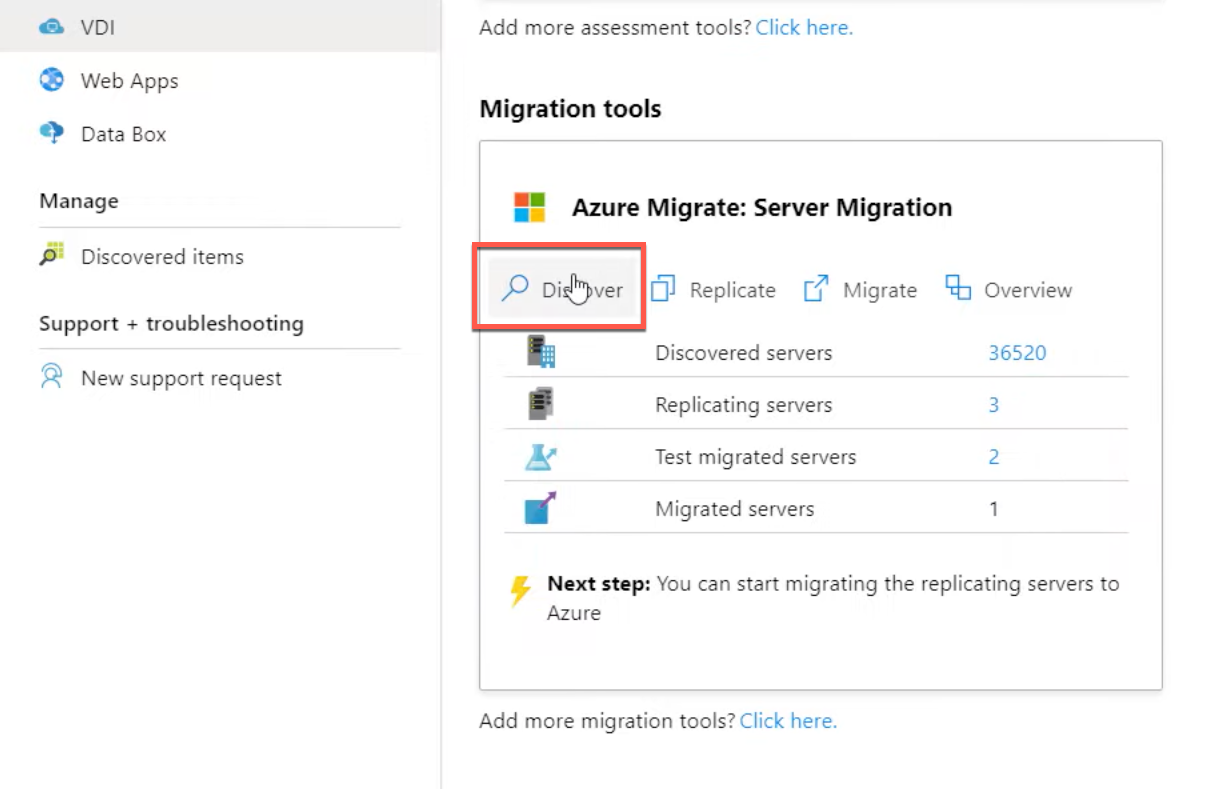 VDI
Web Apps
Data Box
Manage
Discovered items
Support + troubleshooting
New support request
Add more assessment tools? Click here.
Migration tools
Azure Migrate: Server Migration
Discover Replicate Migrate Overview
Discovered servers 36520
Replicating servers 3
Test migrated servers 2
Migrated servers 1
Next step: You can start migrating the replicating servers to
Azure
Add more migration tools? Click here.